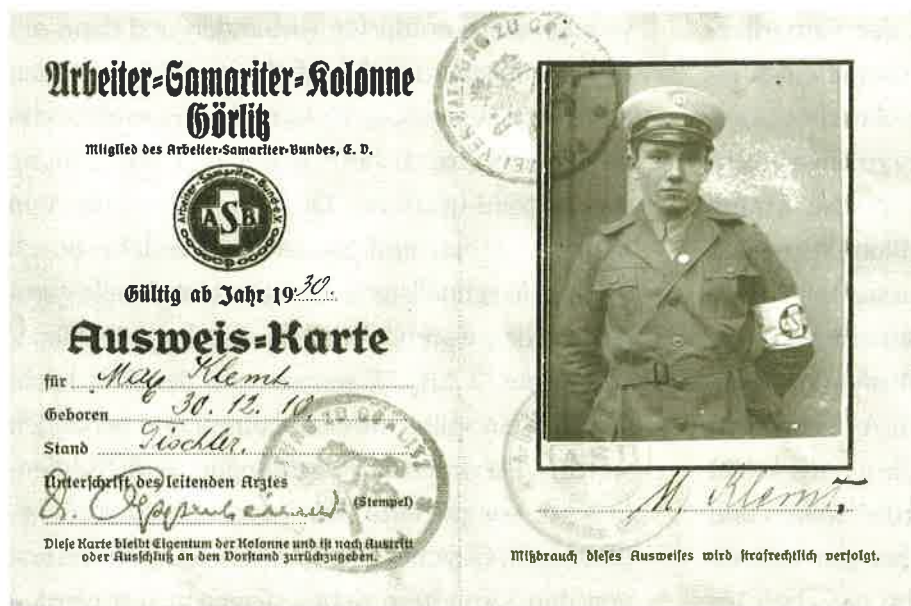 Arbeiter-Samariter-Kolonne
Görlitz
Mitglied des Arbeiter-Samariter-Bundes, E. V.
Arbeiter-Samariter-Bund e.V.
ASB
Gültig ab Jahr 1930.
Ausweis-Karte
für Max Klemt
Geboren 30. 12. 10.
Stand Tischler.
Unterschrift des leitenden Arztes
(Stempel)
Diese Karte bleibt Eigentum der Kolonne und ist nach Austritt
oder Ausschluß an den Vorstand zurückzugeben.
M. Klemt.
Mißbrauch dieses Ausweises wird strafrechtlich verfolgt.